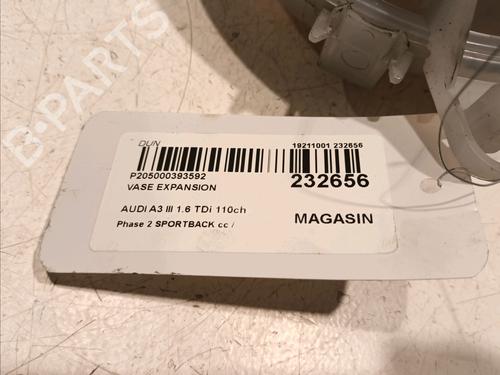 B-PARTS
DUN
19211001 232656
P205000393592
232656
VASE EXPANSION
AUDI A3 III 1.6 TDi 110ch
MAGASIN
Phase 2 SPORTBACK cc /